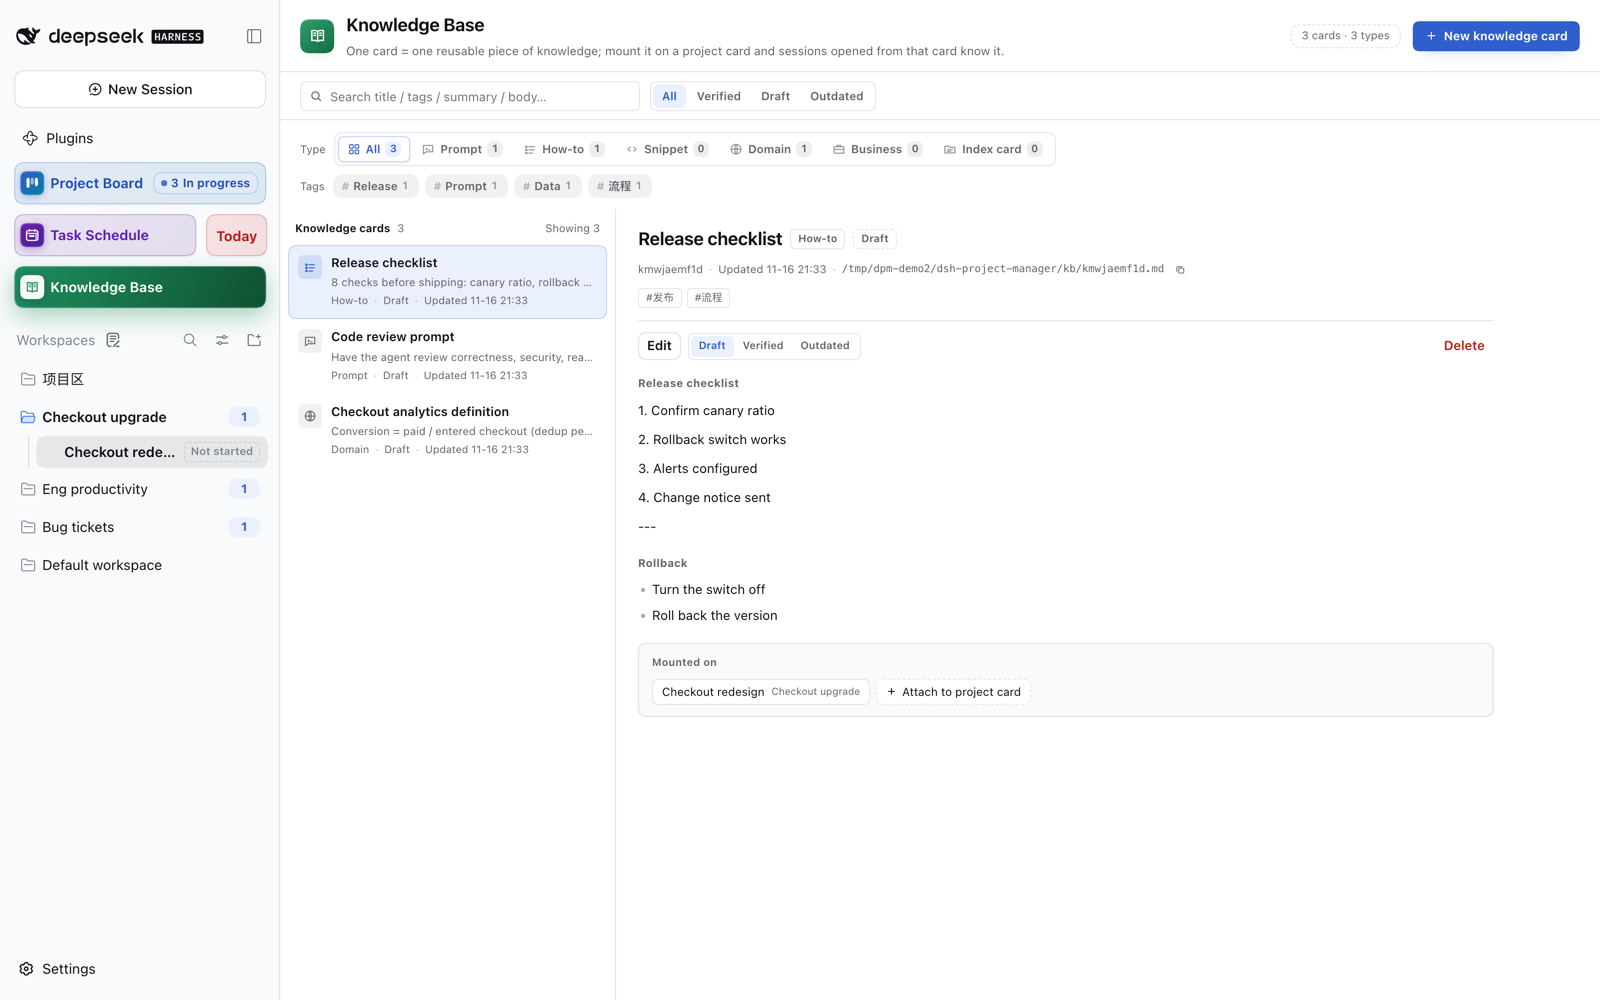 deepseek HARNESS
New Session
Plugins
Project Board
3 In progress
Task Schedule
Today
Knowledge Base
Workspaces
项目区
Checkout upgrade
1
Checkout rede...
Not started
Eng productivity
1
Bug tickets
1
Default workspace
Settings
Knowledge Base
One card = one reusable piece of knowledge; mount it on a project card and sessions opened from that card know it.
3 cards · 3 types
+ New knowledge card
Search title / tags / summary / body...
All Verified Draft Outdated
Type All 3 Prompt 1 How-to 1 Snippet 0 Domain 1 Business 0 Index card 0
Tags # Release 1 # Prompt 1 # Data 1 # 流程 1
Knowledge cards 3
Showing 3
Release checklist
8 checks before shipping: canary ratio, rollback ...
How-to · Draft · Updated 11-16 21:33
Code review prompt
Have the agent review correctness, security, rea...
Prompt · Draft · Updated 11-16 21:33
Checkout analytics definition
Conversion = paid / entered checkout (dedup pe...
Domain · Draft · Updated 11-16 21:33
Release checklist How-to Draft
kmwjaemf1d · Updated 11-16 21:33 · /tmp/dpm-demo2/dsh-project-manager/kb/kmwjaemf1d.md
#发布 #流程
Edit Draft Verified Outdated Delete
Release checklist
1. Confirm canary ratio
2. Rollback switch works
3. Alerts configured
4. Change notice sent
---
Rollback
• Turn the switch off
• Roll back the version
Mounted on
Checkout redesign Checkout upgrade
+ Attach to project card